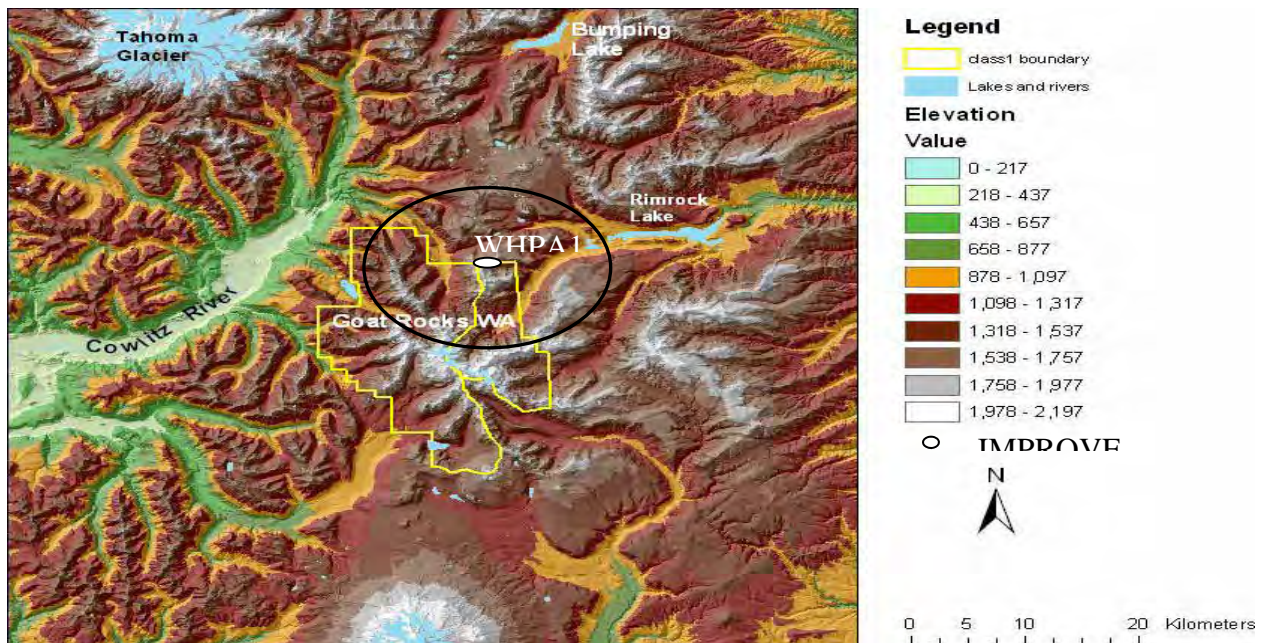 Tahoma
Glacier
Bumping
Lake
Rimrock
Lake
WHPA1
Goat Rocks WA
Cowlitz River
Legend
class1 boundary
Lakes and rivers
Elevation
Value
0 - 217
218 - 437
438 - 657
658 - 877
878 - 1,097
1,098 - 1,317
1,318 - 1,537
1,538 - 1,757
1,758 - 1,977
1,978 - 2,197
IMPROVE
N
0 5 10 20 Kilometers